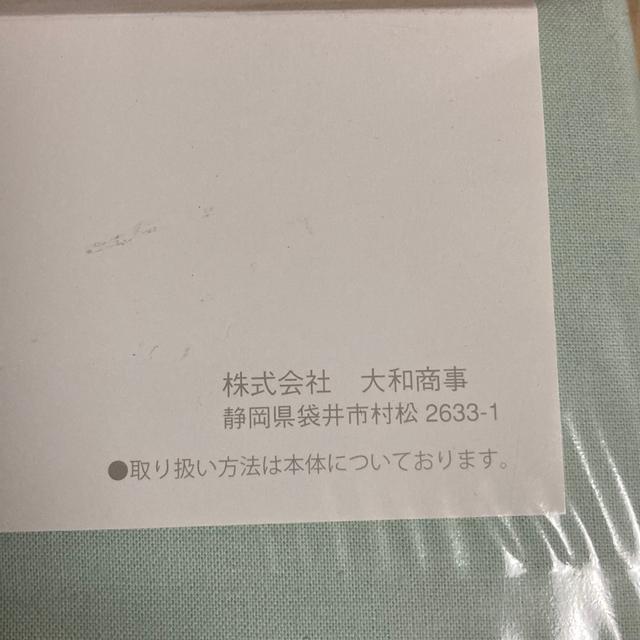 株式会社　大和商事
静岡県袋井市村松 2633-1
●取り扱い方法は本体についております。